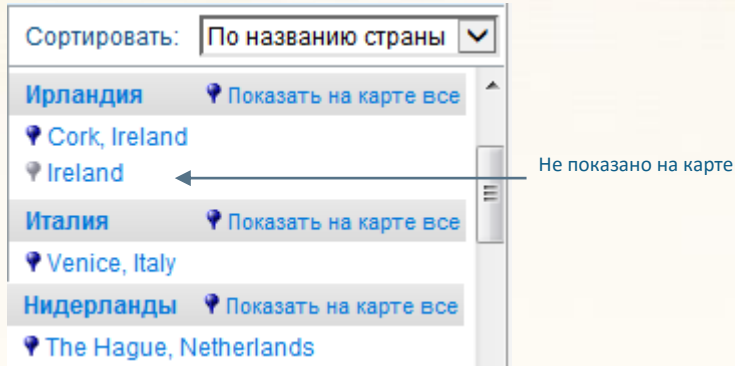 Сортировать: По названию страны
Ирландия Показать на карте все
Cork, Ireland
Ireland
Не показано на карте
Италия Показать на карте все
Venice, Italy
Нидерланды Показать на карте все
The Hague, Netherlands